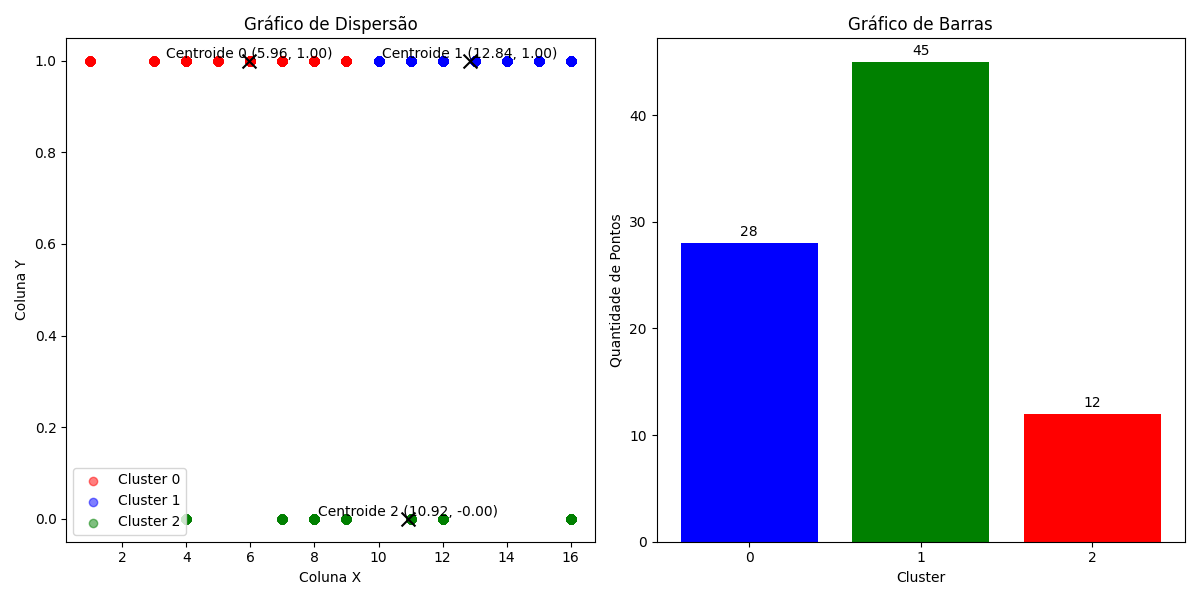 Gráfico de Dispersão
Centroide 0 (5.96, 1.00)
Centroide 1 (12.84, 1.00)
Centroide 2 (10.92, -0.00)
1.0
0.8
0.6
0.4
0.2
0.0
Coluna Y
Cluster 0
Cluster 1
Cluster 2
2 4 6 8 10 12 14 16
Coluna X
Gráfico de Barras
45
28
12
40
30
20
10
0
Quantidade de Pontos
0 1 2
Cluster